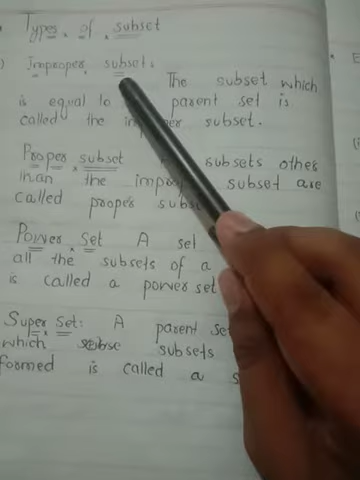 Types of subset
Improper subsets
The subset which
is equal to parent set is
called the subset.
Proper subset subsets other
than the subset are
called proper
Power Set A set
all the subsets of a
is called a power set
Super Set: A parent set
which subsets
formed is called a
E
(i
(